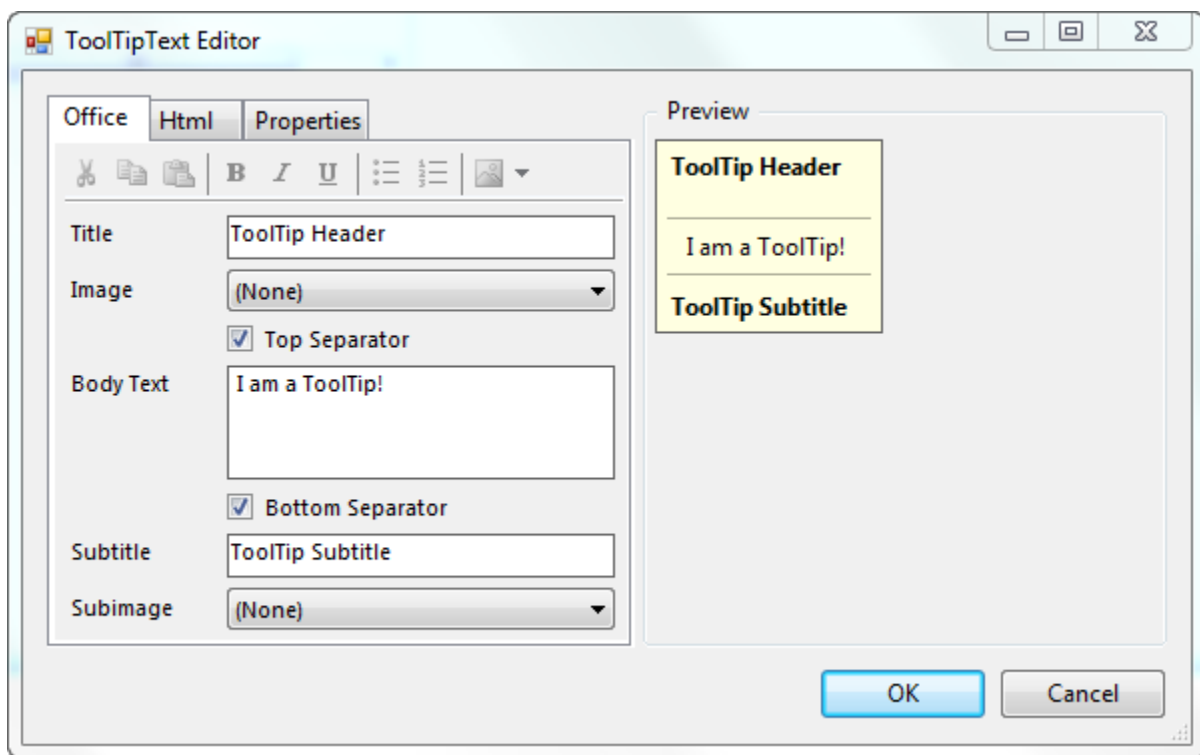 ToolTipText Editor
Office Html Properties
B I U
Title ToolTip Header
Image (None)
Top Separator
Body Text I am a ToolTip!
Bottom Separator
Subtitle ToolTip Subtitle
Subimage (None)
Preview
ToolTip Header
I am a ToolTip!
ToolTip Subtitle
OK Cancel